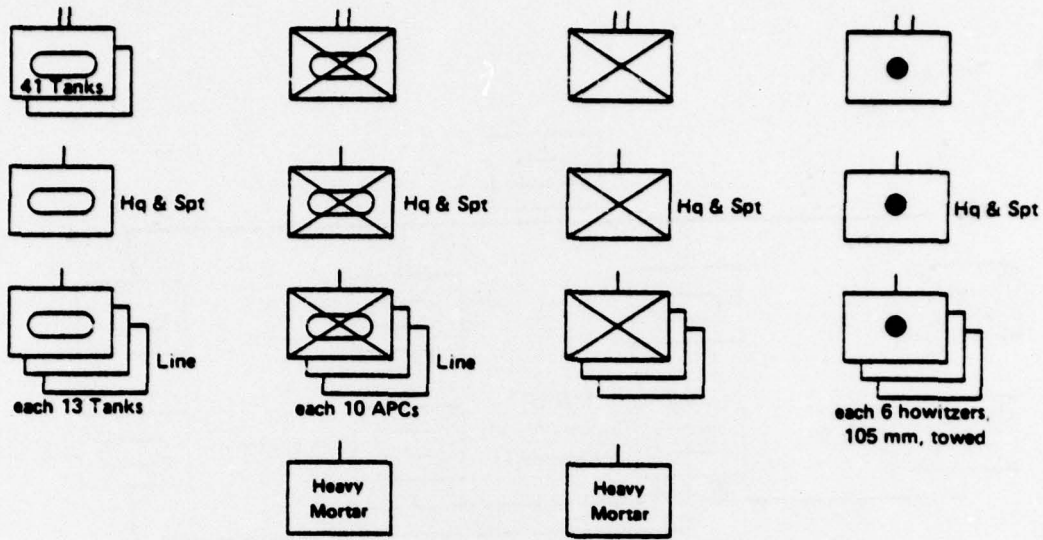 41 Tanks
Hq & Spt
Hq & Spt
Hq & Spt
Hq & Spt
Line
Line
each 13 Tanks
each 10 APCs
each 6 howitzers,
105 mm, towed
Heavy
Mortar
Heavy
Mortar